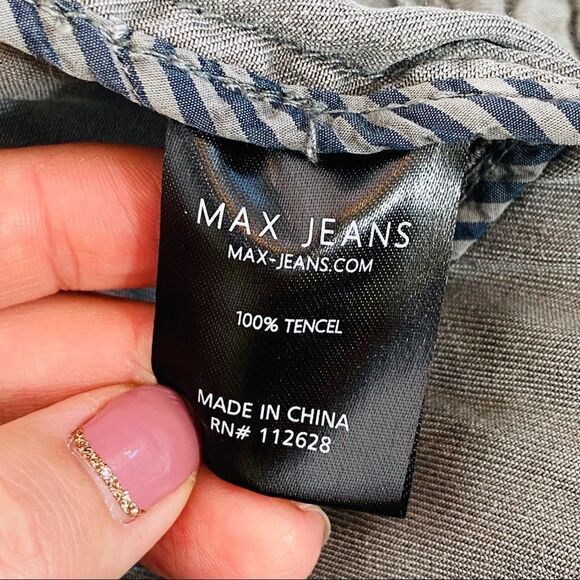 MAX JEANS
MAX-JEANS.COM
100% TENCEL
MADE IN CHINA
RN# 112628